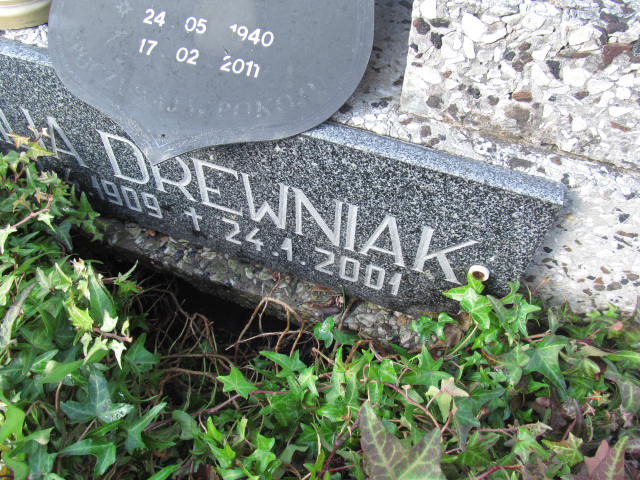 24 05 1940
17 02 2011
DREWNIAK
1909 † 24.1.2001